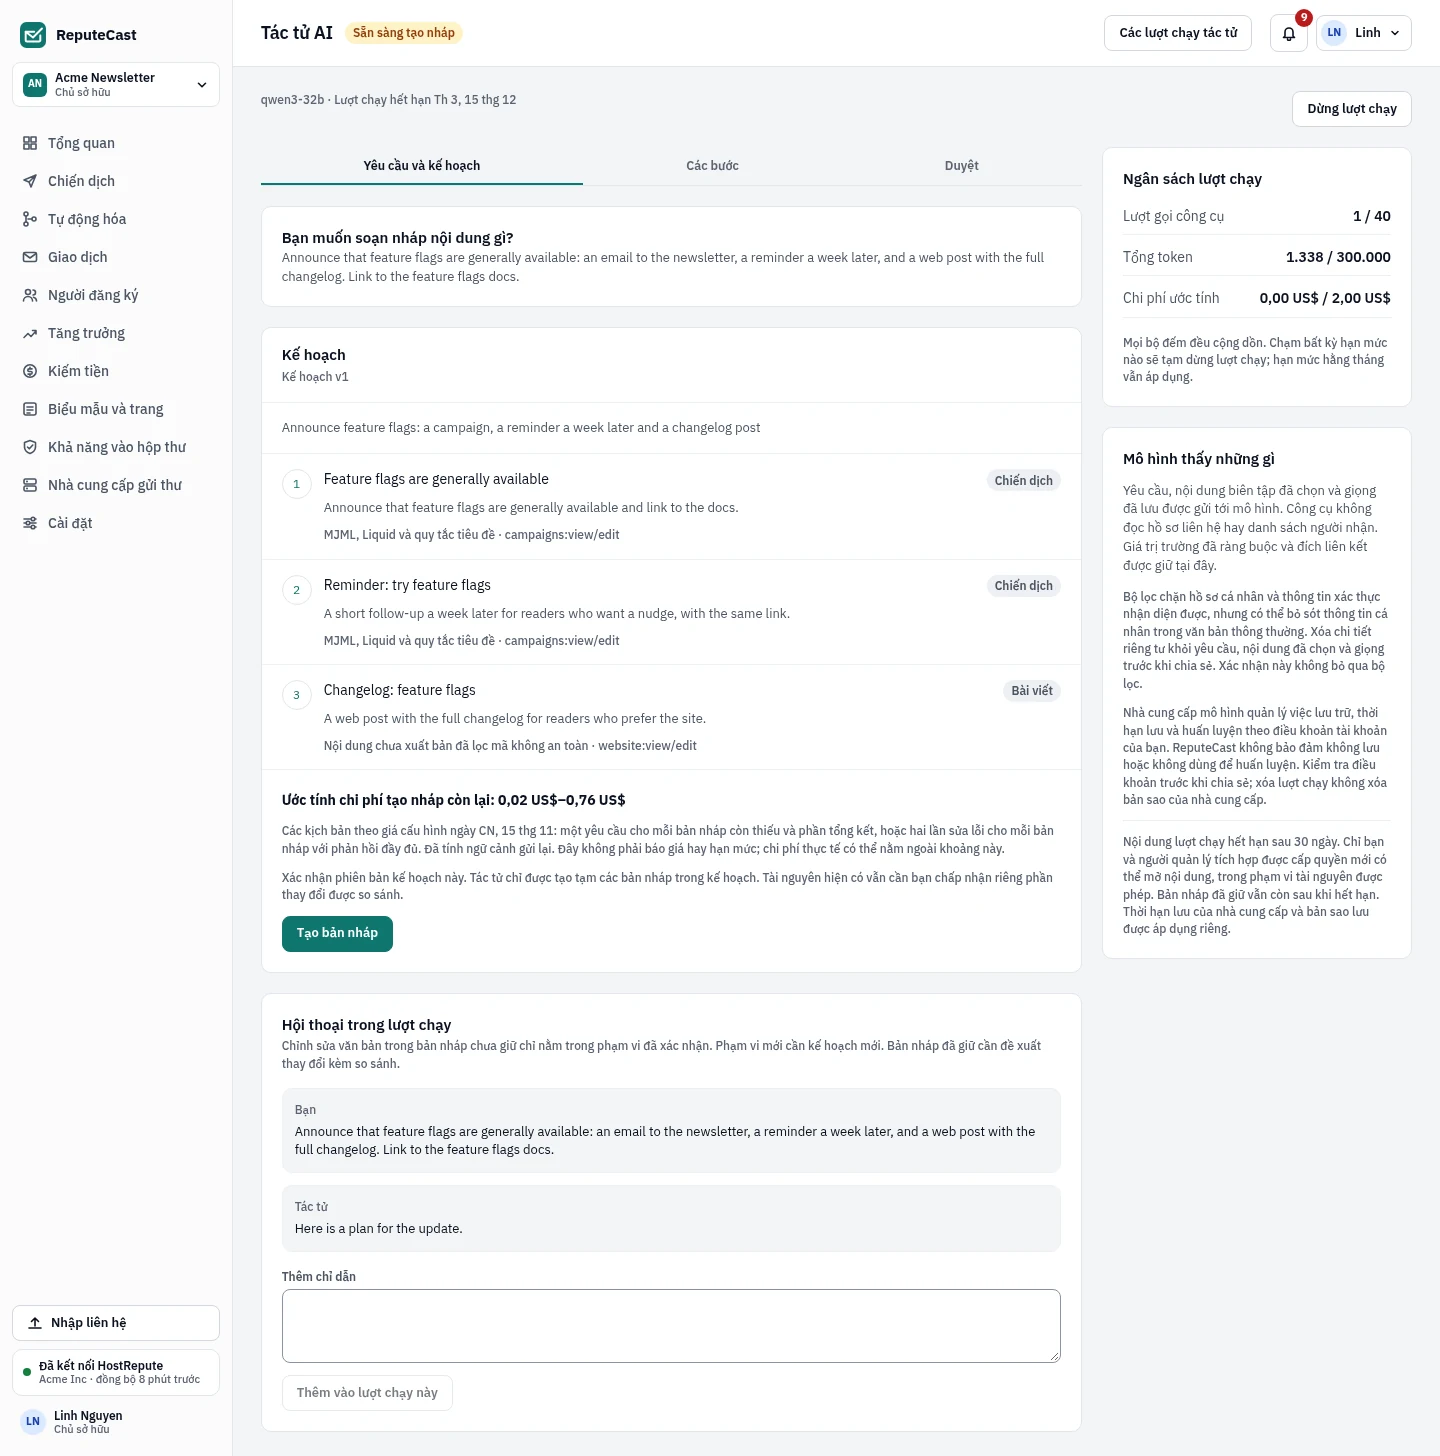 ReputeCast
AN
Acme Newsletter
Chủ sở hữu
Tổng quan
Chiến dịch
Tự động hóa
Giao dịch
Người đăng ký
Tăng trưởng
Kiếm tiền
Biểu mẫu và trang
Khả năng vào hộp thư
Nhà cung cấp gửi thư
Cài đặt
Nhập liên hệ
Đã kết nối HostRepute
Acme Inc · đồng bộ 8 phút trước
LN
Linh Nguyen
Chủ sở hữu
Tác tử AI
Sẵn sàng tạo nháp
Các lượt chạy tác tử
9
LN
Linh
qwen3-32b · Lượt chạy hết hạn Th 3, 15 thg 12
Dừng lượt chạy
Yêu cầu và kế hoạch
Các bước
Duyệt
Bạn muốn soạn nháp nội dung gì?
Announce that feature flags are generally available: an email to the newsletter, a reminder a week later, and a web post with the full
changelog. Link to the feature flags docs.
Kế hoạch
Kế hoạch v1
Announce feature flags: a campaign, a reminder a week later and a changelog post
1
Feature flags are generally available
Chiến dịch
Announce that feature flags are generally available and link to the docs.
MJML, Liquid và quy tắc tiêu đề · campaigns:view/edit
2
Reminder: try feature flags
Chiến dịch
A short follow-up a week later for readers who want a nudge, with the same link.
MJML, Liquid và quy tắc tiêu đề · campaigns:view/edit
3
Changelog: feature flags
Bài viết
A web post with the full changelog for readers who prefer the site.
Nội dung chưa xuất bản đã lọc mã không an toàn · website:view/edit
Ước tính chi phí tạo nháp còn lại: 0,02 US$–0,76 US$
Các kịch bản theo giá cấu hình ngày CN, 15 thg 11: một yêu cầu cho mỗi bản nháp còn thiếu và phần tổng kết, hoặc hai lần sửa lỗi cho mỗi bản
nháp với phản hồi đầy đủ. Đã tính ngữ cảnh gửi lại. Đây không phải báo giá hay hạn mức; chi phí thực tế có thể nằm ngoài khoảng này.
Xác nhận phiên bản kế hoạch này. Tác tử chỉ được tạo tạm các bản nháp trong kế hoạch. Tài nguyên hiện có vẫn cần bạn chấp nhận riêng phần
thay đổi được so sánh.
Tạo bản nháp
Hội thoại trong lượt chạy
Chỉnh sửa văn bản trong bản nháp chưa giữ chỉ nằm trong phạm vi đã xác nhận. Phạm vi mới cần kế hoạch mới. Bản nháp đã giữ cần đề xuất
thay đổi kèm so sánh.
Bạn
Announce that feature flags are generally available: an email to the newsletter, a reminder a week later, and a web post with the
full changelog. Link to the feature flags docs.
Tác tử
Here is a plan for the update.
Thêm chỉ dẫn
Thêm vào lượt chạy này
Ngân sách lượt chạy
Lượt gọi công cụ
1 / 40
Tổng token
1.338 / 300.000
Chi phí ước tính
0,00 US$ / 2,00 US$
Mọi bộ đếm đều cộng dồn. Chạm bất kỳ hạn mức
nào sẽ tạm dừng lượt chạy; hạn mức hằng tháng
vẫn áp dụng.
Mô hình thấy những gì
Yêu cầu, nội dung biên tập đã chọn và giọng
đã lưu được gửi tới mô hình. Công cụ không
đọc hồ sơ liên hệ hay danh sách người nhận.
Giá trị trường đã ràng buộc và đích liên kết
được giữ tại đây.
Bộ lọc chặn hồ sơ cá nhân và thông tin xác thực
nhận diện được, nhưng có thể bỏ sót thông tin cá
nhân trong văn bản thông thường. Xóa chi tiết
riêng tư khỏi yêu cầu, nội dung đã chọn và giọng
trước khi chia sẻ. Xác nhận này không bỏ qua bộ
lọc.
Nhà cung cấp mô hình quản lý việc lưu trữ, thời
hạn lưu và huấn luyện theo điều khoản tài khoản
của bạn. ReputeCast không bảo đảm không lưu
hoặc không dùng để huấn luyện. Kiểm tra điều
khoản trước khi chia sẻ; xóa lượt chạy không xóa
bản sao của nhà cung cấp.
Nội dung lượt chạy hết hạn sau 30 ngày. Chỉ bạn
và người quản lý tích hợp được cấp quyền mới có
thể mở nội dung, trong phạm vi tài nguyên được
phép. Bản nháp đã giữ vẫn còn sau khi hết hạn.
Thời hạn lưu của nhà cung cấp và bản sao lưu
được áp dụng riêng.